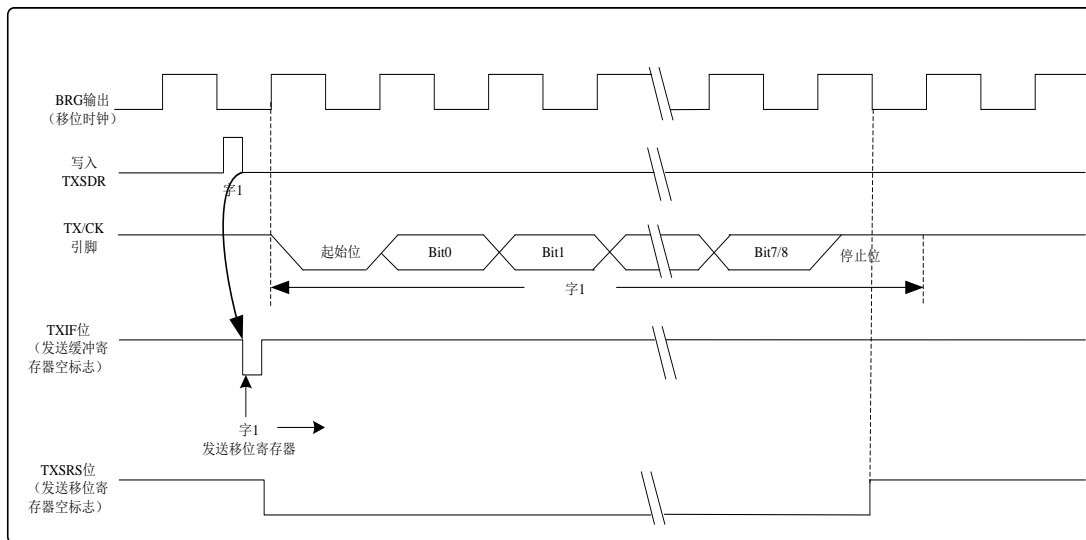 BRG输出
（移位时钟）
写入
TXSDR
字1
TX/CK
引脚
起始位
Bit0
Bit1
Bit7/8
停止位
字1
TXIF位
（发送缓冲寄
存器空标志）
字1
发送移位寄存器
TXSRS位
（发送移位寄
存器空标志）